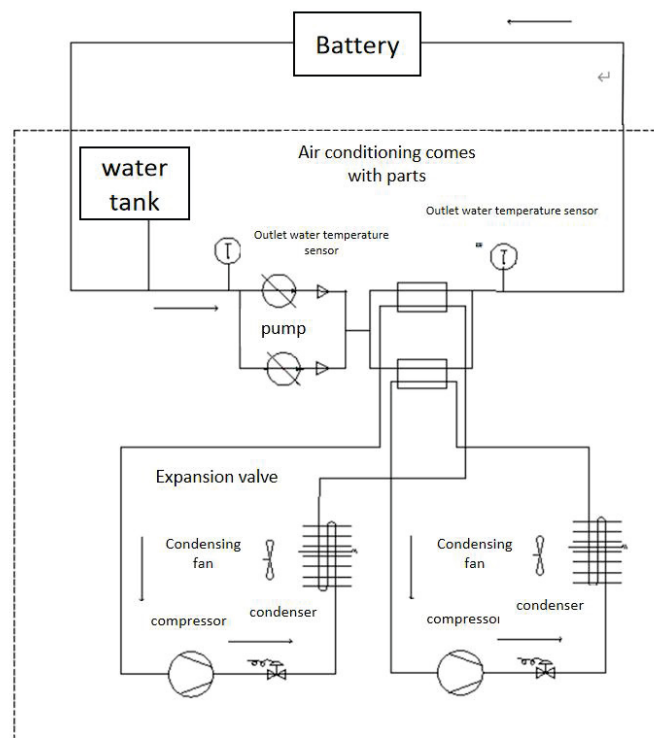 Battery
Air conditioning comes
with parts
water
tank
Outlet water temperature sensor
Outlet water temperature
sensor
pump
Expansion valve
Condensing
fan
Condensing
fan
condenser
condenser
compressor
compressor